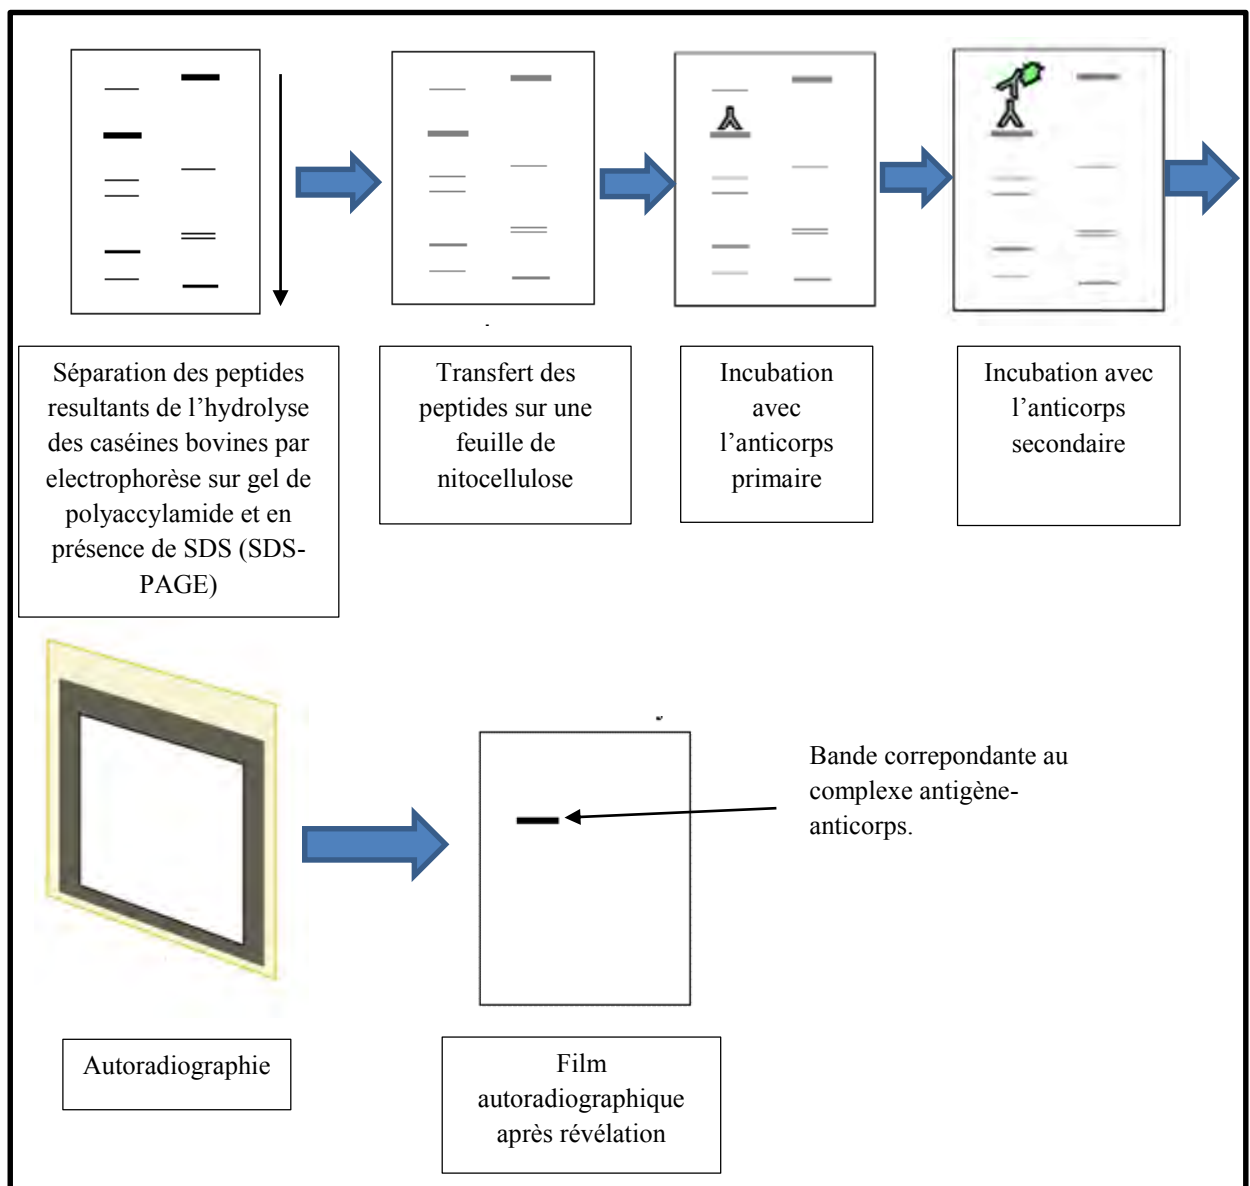 Séparation des peptides
resultants de l'hydrolyse
des caséines bovines par
electrophorèse sur gel de
polyaccylamide et en
présence de SDS (SDS-
PAGE)
Transfert des
peptides sur une
feuille de
nitocellulose
Incubation
avec
l'anticorps
primaire
Incubation avec
l'anticorps
secondaire
Autoradiographie
Film
autoradiographique
après révélation
Bande correpondante au
complexe antigène-
anticorps.